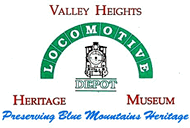 VALLEY HEIGHTS
LOCOMOTIVE
DEPOT
HERITAGE MUSEUM
Preserving Blue Mountains Heritage